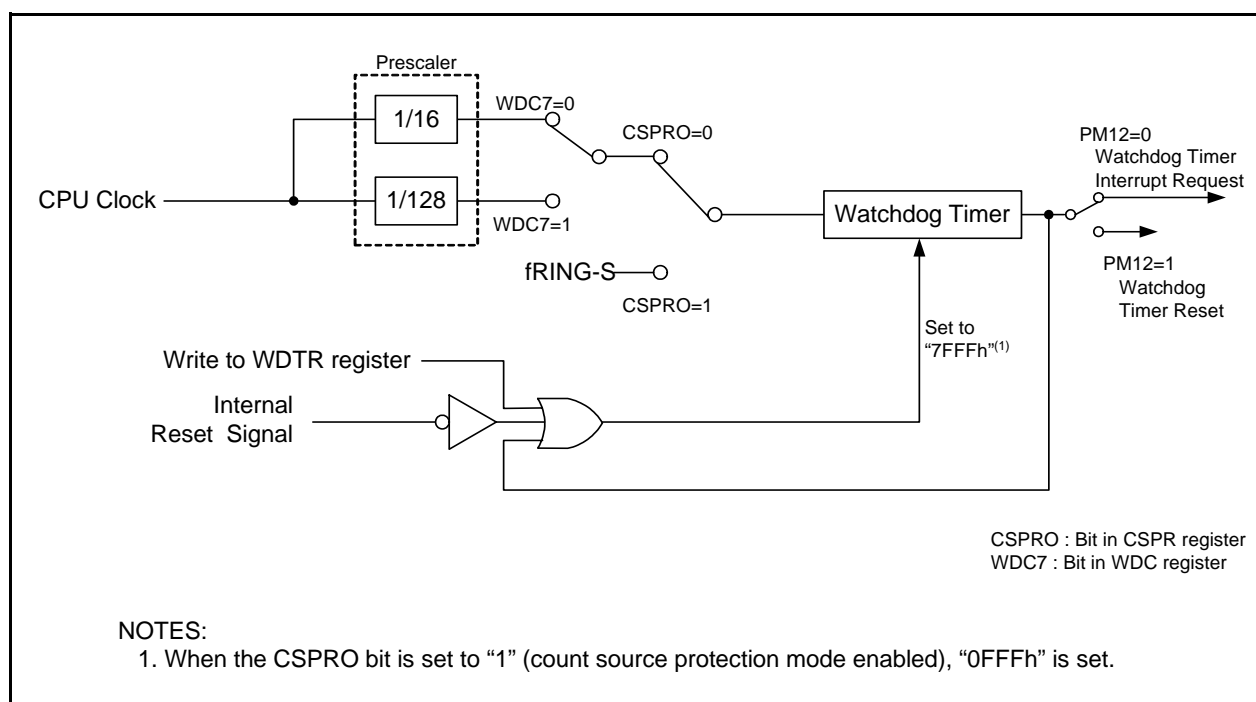 Prescaler
1/16
WDC7=0
CSPRO=0
PM12=0
Watchdog Timer
Interrupt Request
CPU Clock
1/128
WDC7=1
Watchdog Timer
fRING-S
CSPRO=1
PM12=1
Watchdog
Timer Reset
Set to
“7FFFh”(1)
Write to WDTR register
Internal
Reset Signal
CSPRO : Bit in CSPR register
WDC7 : Bit in WDC register
NOTES:
1. When the CSPRO bit is set to “1” (count source protection mode enabled), “0FFFh” is set.